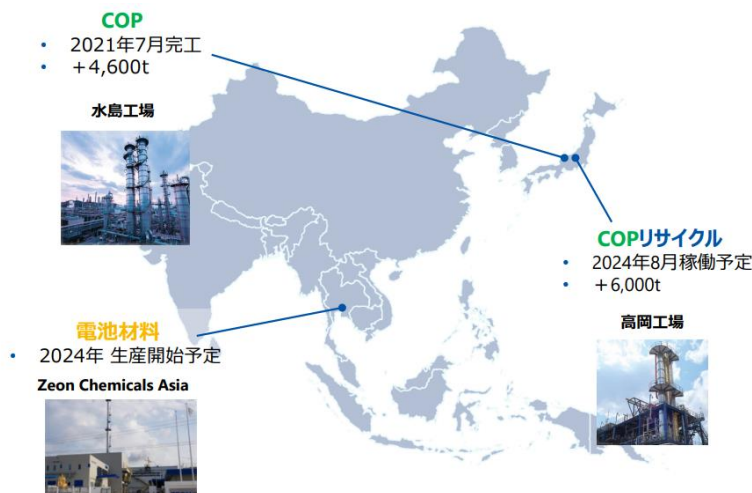 COP
• 2021年7月完工
• +4,600t
水島工場
COPリサイクル
• 2024年8月稼働予定
• +6,000t
高岡工場
電池材料
• 2024年 生産開始予定
Zeon Chemicals Asia